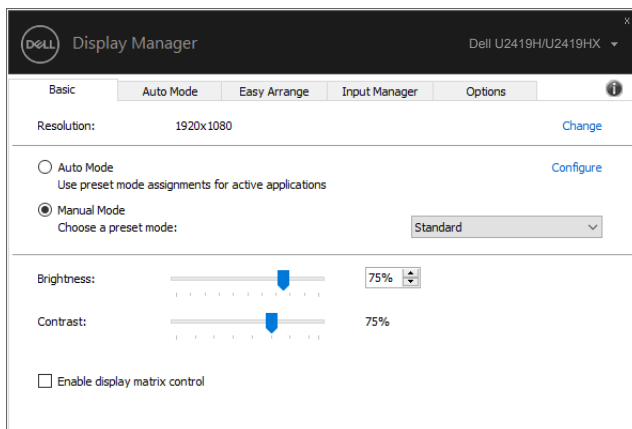 x
DELL Display Manager Dell U2419H/U2419HX
Basic Auto Mode Easy Arrange Input Manager Options i
Resolution: 1920x1080 Change
Auto Mode Configure
Use preset mode assignments for active applications
Manual Mode
Choose a preset mode: Standard
Brightness: 75%
Contrast: 75%
Enable display matrix control